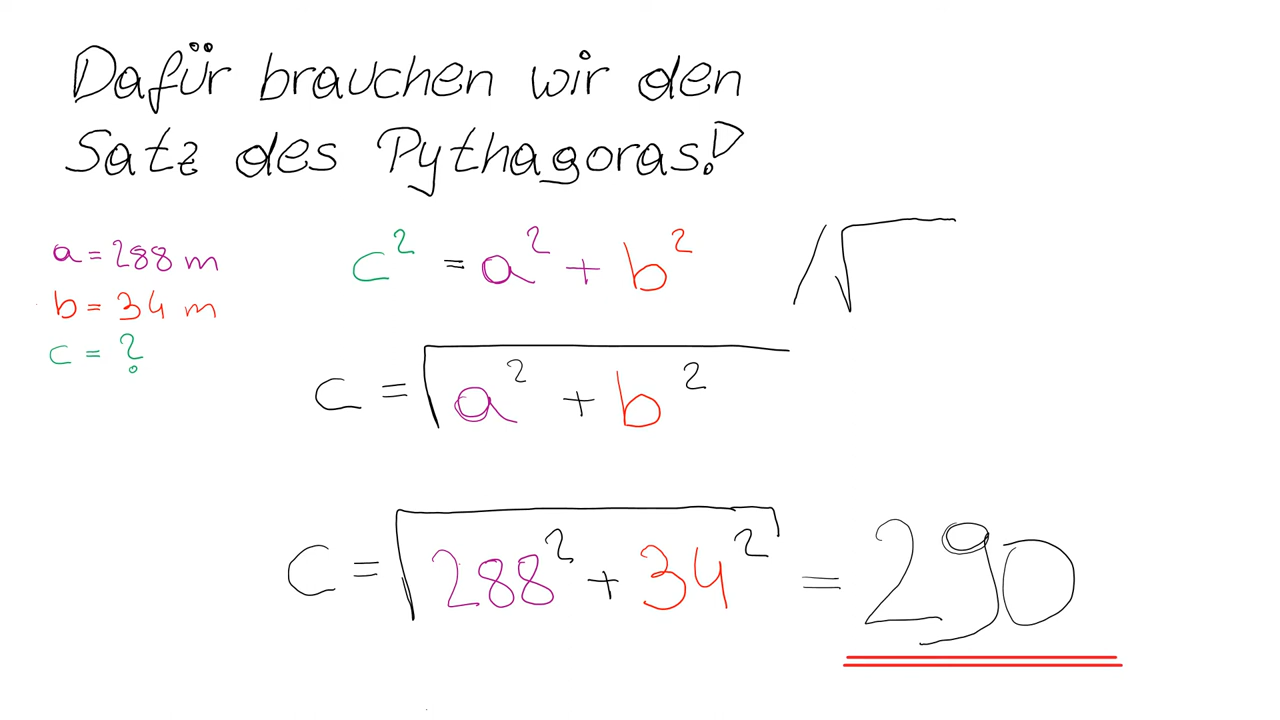 Dafür brauchen wir den
Satz des Pythagoras!
a = 288 m
b = 34 m
c = ?
c² = a² + b² | √
c = √(a² + b²)
c = √(288² + 34²) = 290